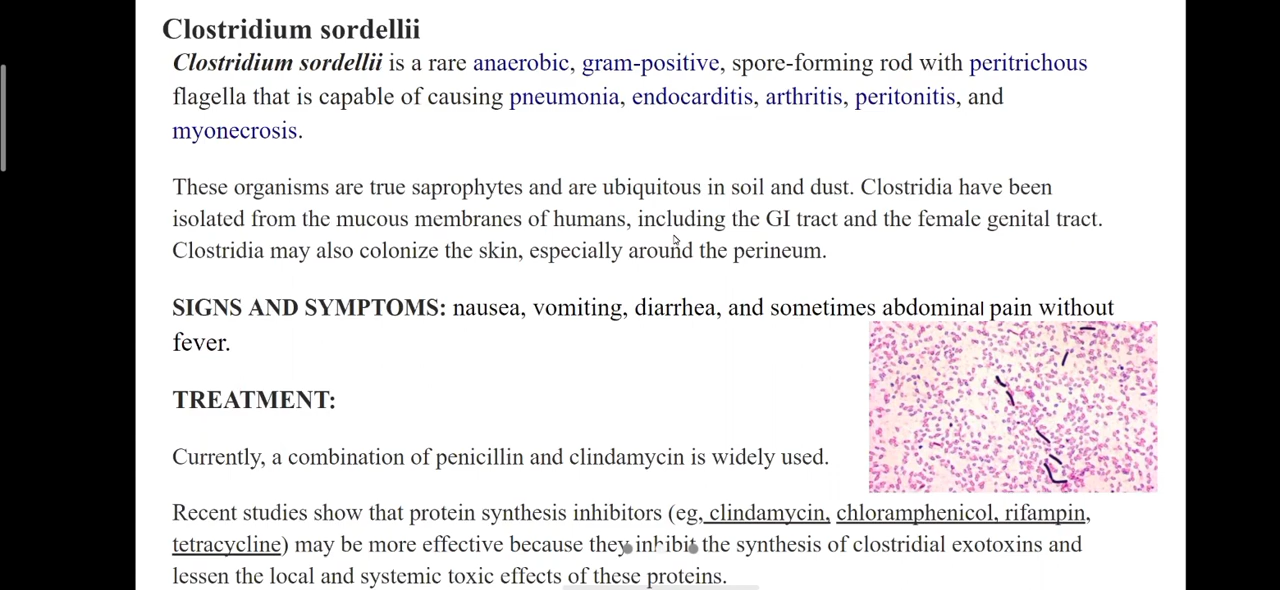 Clostridium sordellii
Clostridium sordellii is a rare anaerobic, gram-positive, spore-forming rod with peritrichous
flagella that is capable of causing pneumonia, endocarditis, arthritis, peritonitis, and
myonecrosis.
These organisms are true saprophytes and are ubiquitous in soil and dust. Clostridia have been
isolated from the mucous membranes of humans, including the GI tract and the female genital tract.
Clostridia may also colonize the skin, especially around the perineum.
SIGNS AND SYMPTOMS: nausea, vomiting, diarrhea, and sometimes abdominal pain without
fever.
TREATMENT:
Currently, a combination of penicillin and clindamycin is widely used.
Recent studies show that protein synthesis inhibitors (eg, clindamycin, chloramphenicol, rifampin,
tetracycline) may be more effective because they inhibit the synthesis of clostridial exotoxins and
lessen the local and systemic toxic effects of these proteins.